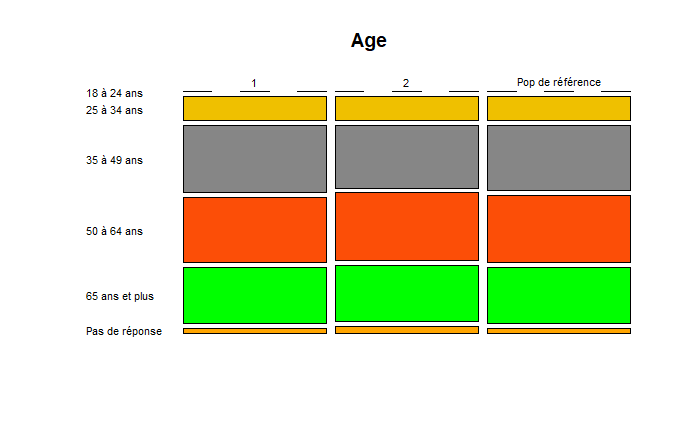 Age
1
2
Pop de référence
18 à 24 ans
25 à 34 ans
35 à 49 ans
50 à 64 ans
65 ans et plus
Pas de réponse